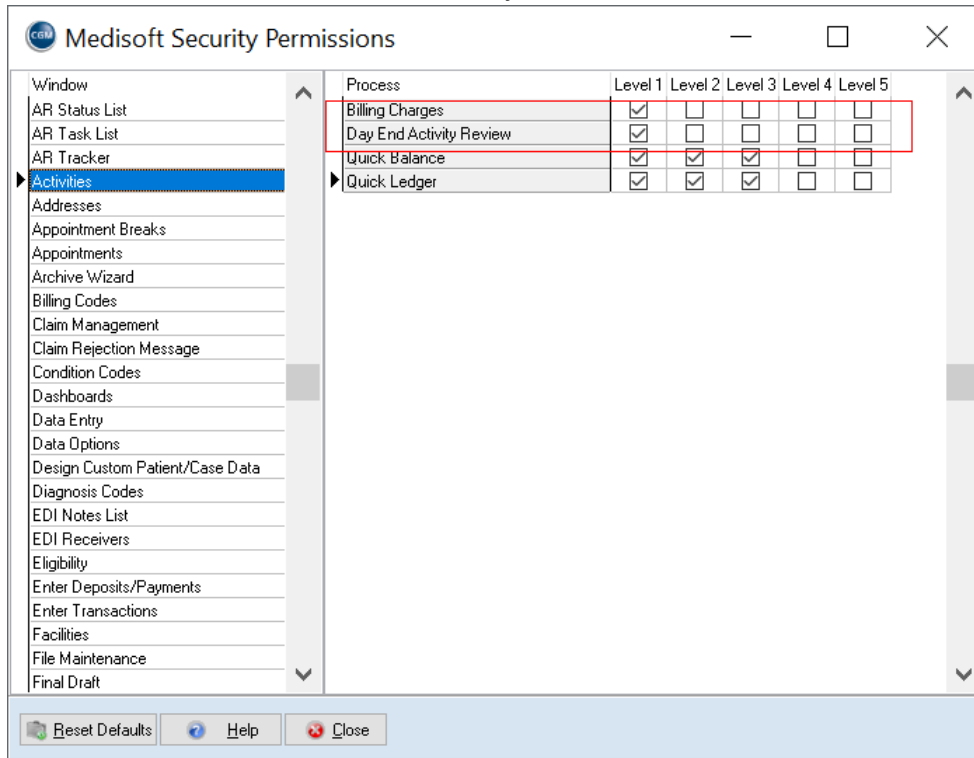 CGM Medisoft Security Permissions
Window
AR Status List
AR Task List
AR Tracker
Activities
Addresses
Appointment Breaks
Appointments
Archive Wizard
Billing Codes
Claim Management
Claim Rejection Message
Condition Codes
Dashboards
Data Entry
Data Options
Design Custom Patient/Case Data
Diagnosis Codes
EDI Notes List
EDI Receivers
Eligibility
Enter Deposits/Payments
Enter Transactions
Facilities
File Maintenance
Final Draft
Process Level 1 Level 2 Level 3 Level 4 Level 5
Billing Charges
Day End Activity Review
Quick Balance
Quick Ledger
Reset Defaults Help Close